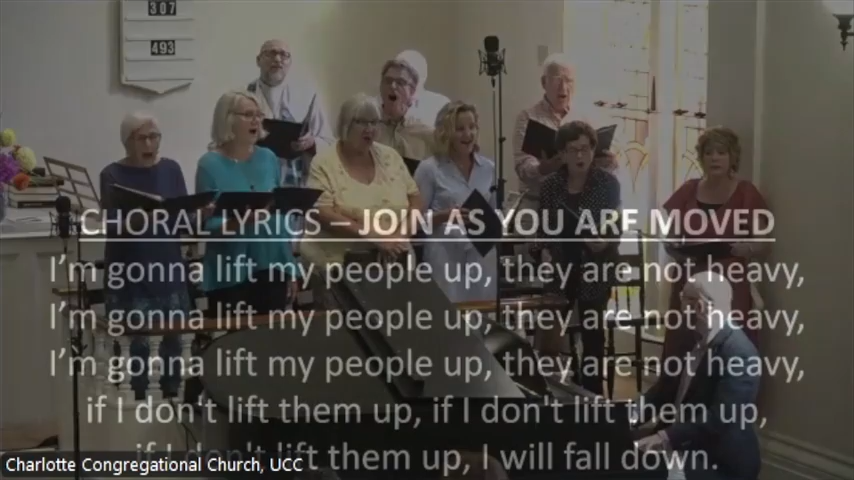 307
493
CHORAL LYRICS – JOIN AS YOU ARE MOVED
I'm gonna lift my people up, they are not heavy,
I'm gonna lift my people up, they are not heavy,
I'm gonna lift my people up, they are not heavy,
if I don't lift them up, if I don't lift them up,
if I don't lift them up, I will fall down.
Charlotte Congregational Church, UCC